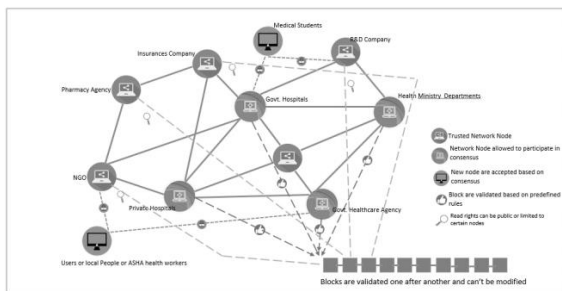 Medical Students
Insurances Company
R&D Company
Pharmacy Agency
Govt. Hospitals
Health Ministry. Departments
Trusted Network Node
Network Node allowed to participate in
consensus
NGO
New node are accepted based on
consensus
Block are validated based on predefined
rules
Private Hospitals
Govt. Healthcare Agency
Read rights can be public or limited to
certain nodes
Users or local People or ASHA health workers
Blocks are validated one after another and can't be modified